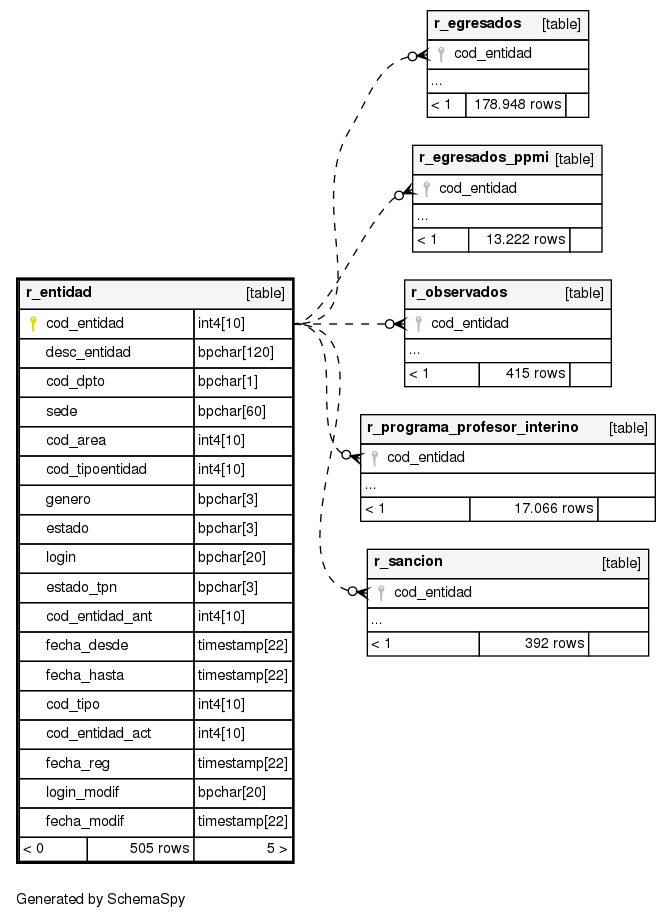 r_egresados [table]
cod_entidad
...
< 1 178.948 rows
r_egresados_ppmi [table]
cod_entidad
...
< 1 13.222 rows
r_entidad [table]
cod_entidad int4[10]
desc_entidad bpchar[120]
cod_dpto bpchar[1]
sede bpchar[60]
cod_area int4[10]
cod_tipoentidad int4[10]
genero bpchar[3]
estado bpchar[3]
login bpchar[20]
estado_tpn bpchar[3]
cod_entidad_ant int4[10]
fecha_desde timestamp[22]
fecha_hasta timestamp[22]
cod_tipo int4[10]
cod_entidad_act int4[10]
fecha_reg timestamp[22]
login_modif bpchar[20]
fecha_modif timestamp[22]
< 0 505 rows 5 >
r_observados [table]
cod_entidad
...
< 1 415 rows
r_programa_profesor_interino [table]
cod_entidad
...
< 1 17.066 rows
r_sancion [table]
cod_entidad
...
< 1 392 rows
Generated by SchemaSpy